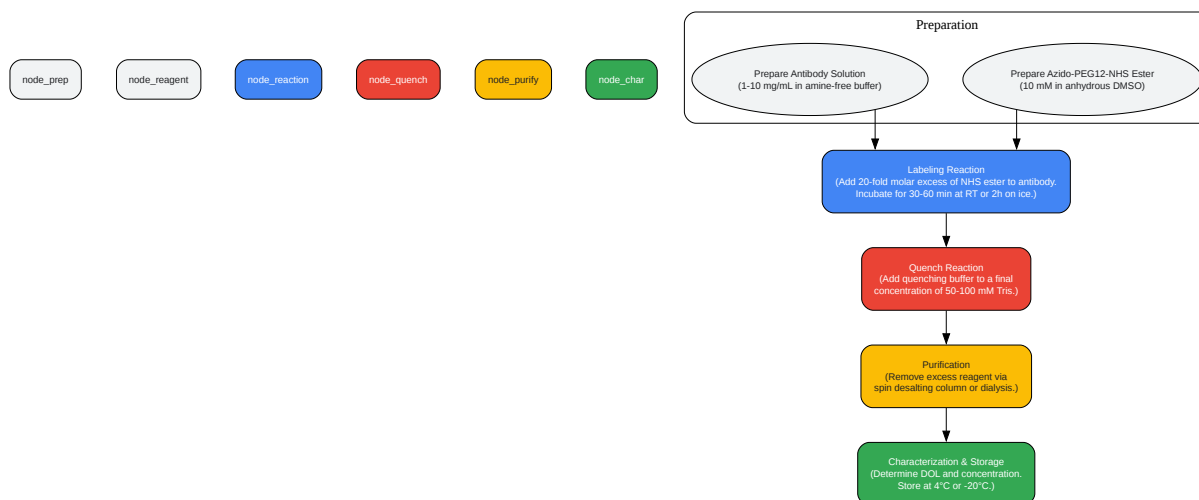 Preparation
node_prep
node_reagent
node_reaction
node_quench
node_purify
node_char
Prepare Antibody Solution
(1-10 mg/mL in amine-free buffer)
Prepare Azido-PEG12-NHS Ester
(10 mM in anhydrous DMSO)
Labeling Reaction
(Add 20-fold molar excess of NHS ester to antibody.
Incubate for 30-60 min at RT or 2h on ice.)
Quench Reaction
(Add quenching buffer to a final
concentration of 50-100 mM Tris.)
Purification
(Remove excess reagent via
spin desalting column or dialysis.)
Characterization & Storage
(Determine DOL and concentration.
Store at 4°C or -20°C.)